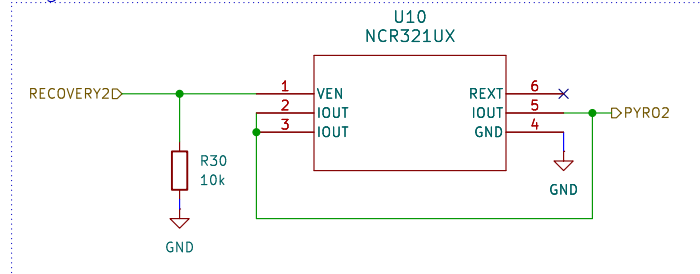 U10
NCR321UX
RECOVERY2
1
VEN
REXT
6
2
IOUT
IOUT
5
PYRO2
3
IOUT
GND
4
R30
10k
GND
GND